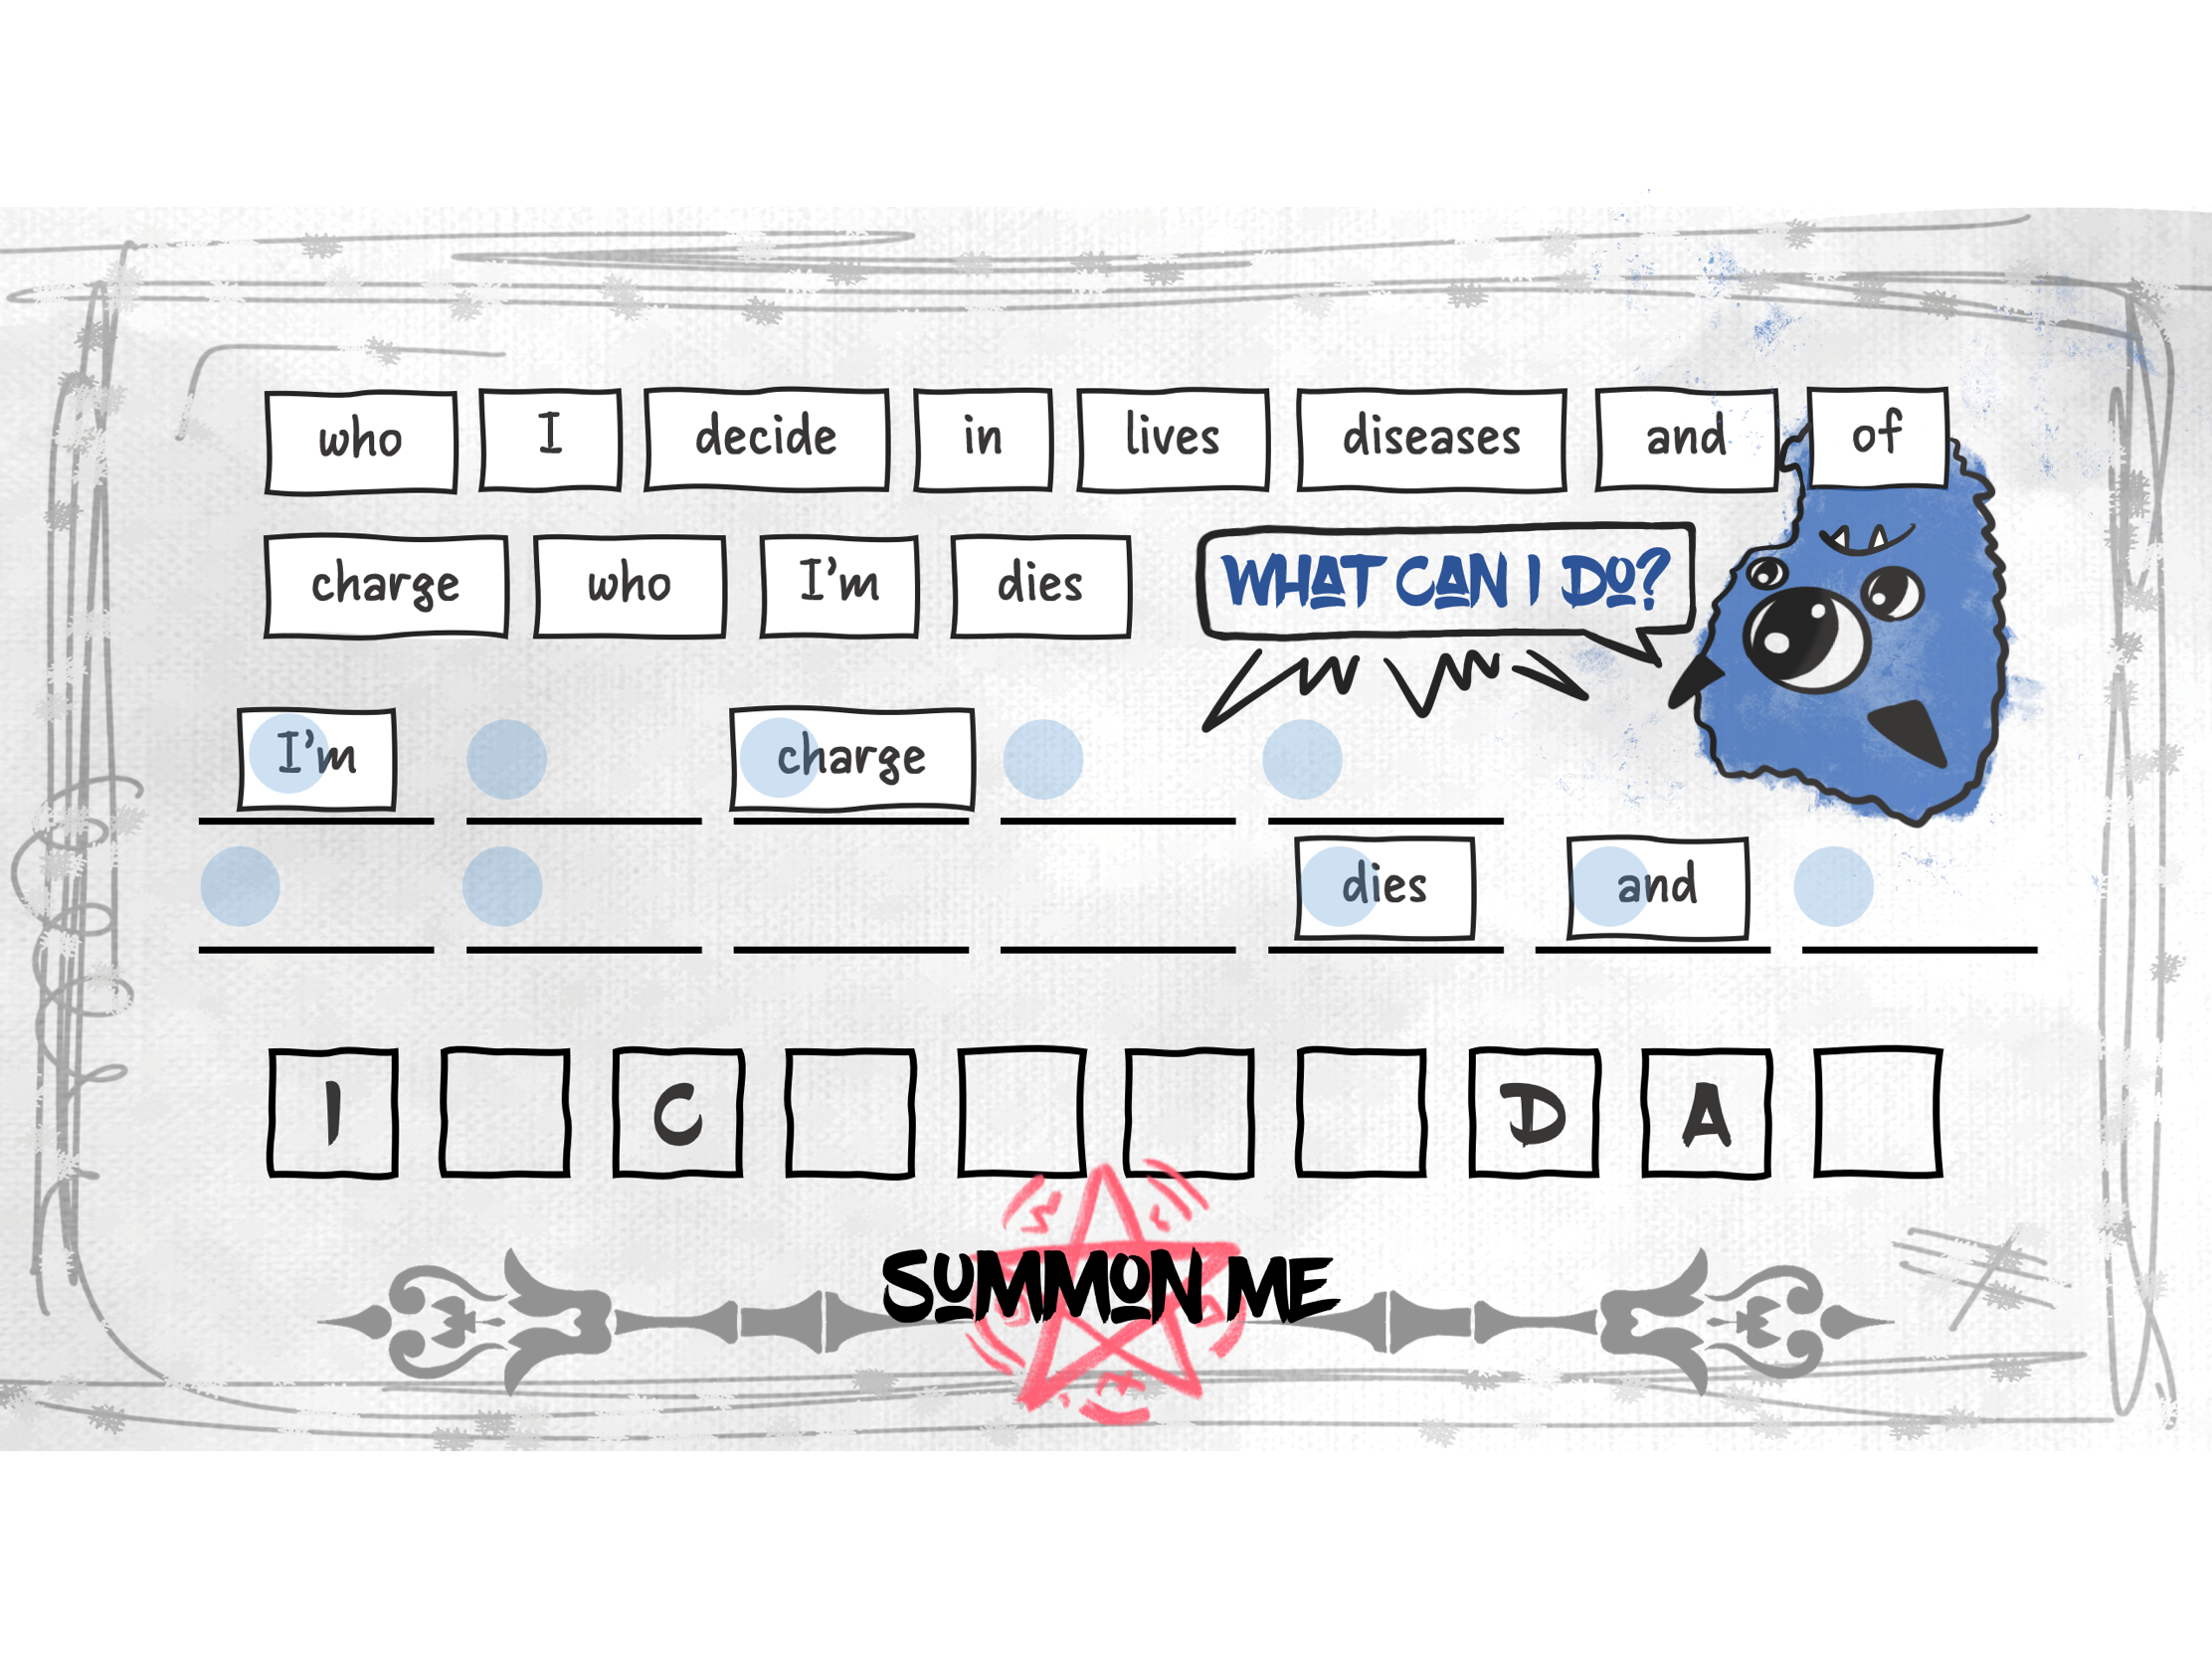 who I decide in lives diseases and of
charge who I'm dies
WHAT CAN I DO?
I'm charge
dies and
I C D A
SUMMON ME